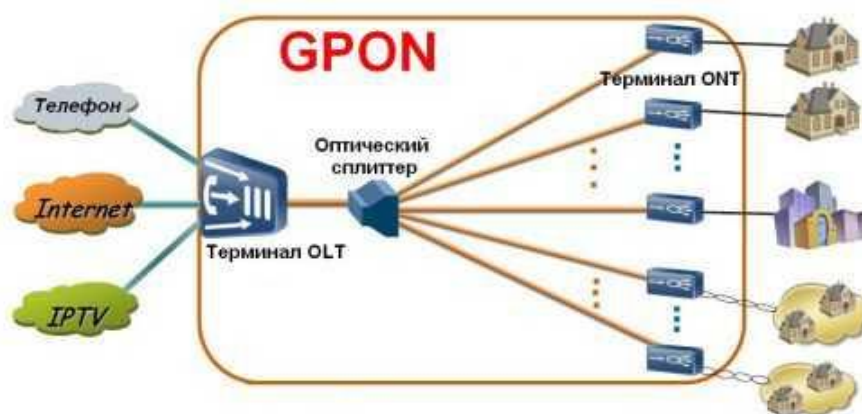 GPON
Терминал ONT
Телефон
Оптический
сплиттер
Internet
Терминал OLT
IPTV